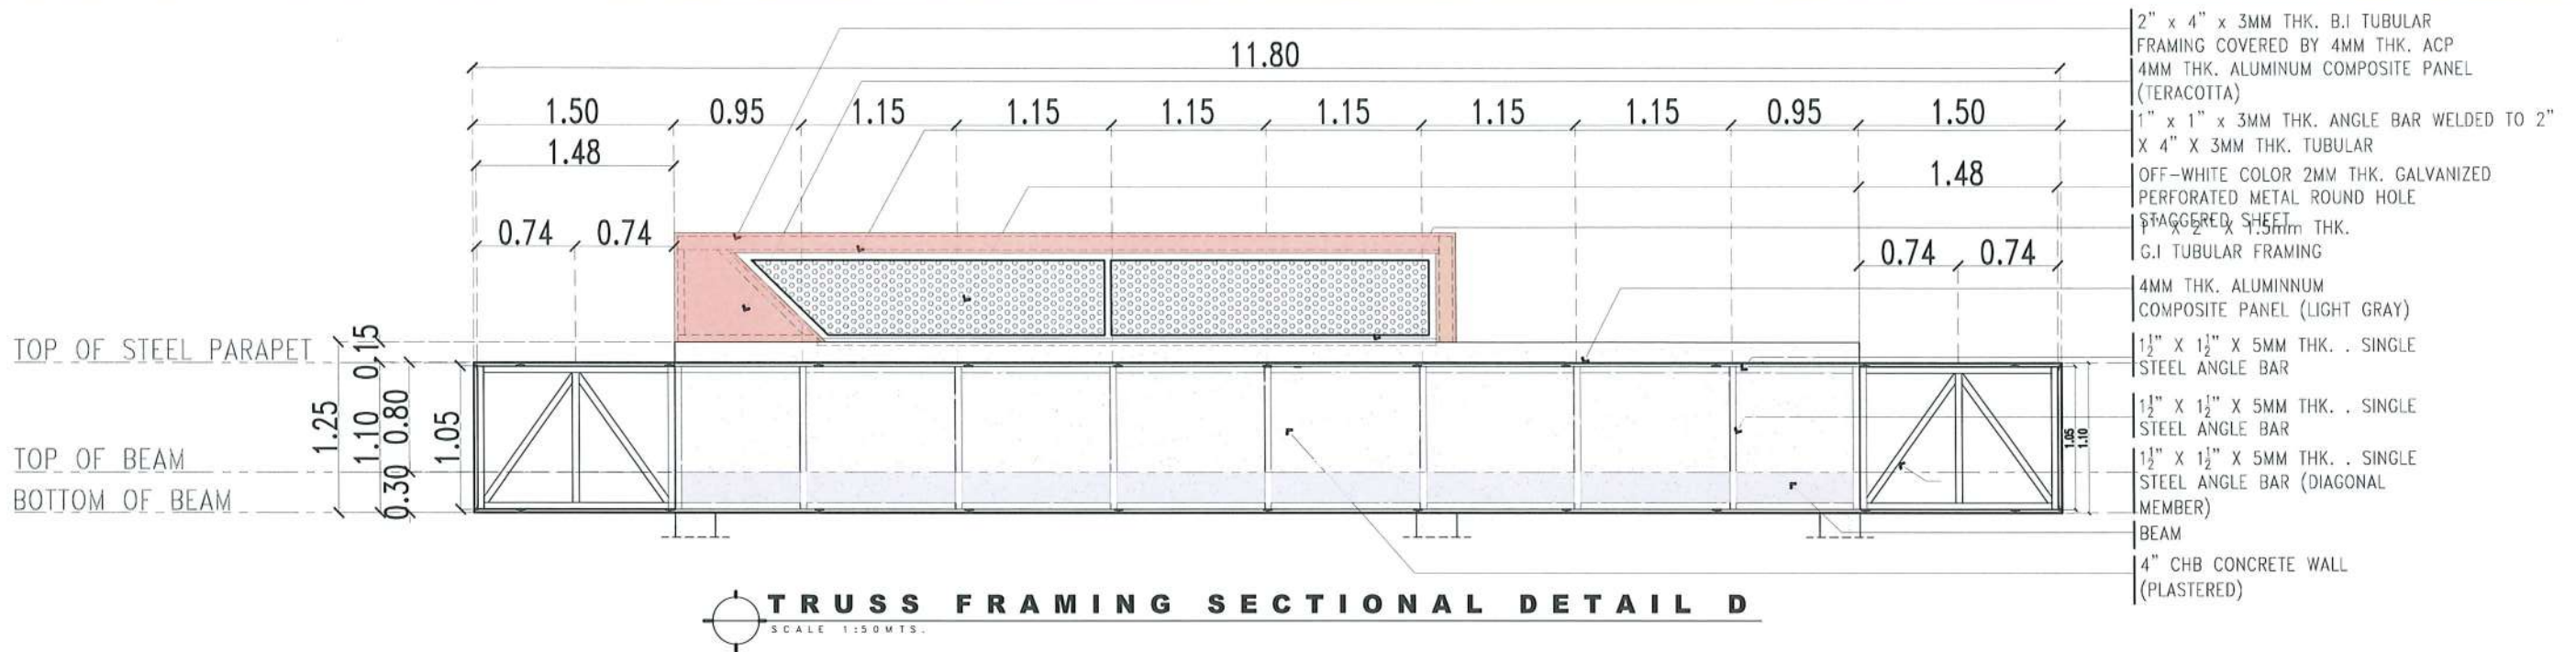 2" x 4" x 3MM THK. B.I TUBULAR
FRAMING COVERED BY 4MM THK. ACP
4MM THK. ALUMINUM COMPOSITE PANEL
(TERACOTTA)
1" x 1" x 3MM THK. ANGLE BAR WELDED TO 2"
X 4" X 3MM THK. TUBULAR
OFF-WHITE COLOR 2MM THK. GALVANIZED
PERFORATED METAL ROUND HOLE
STAGGERED SHEET
1" X 2" X 1.5mm THK.
G.I TUBULAR FRAMING
4MM THK. ALUMINNUM
COMPOSITE PANEL (LIGHT GRAY)
1½" X 1½" X 5MM THK. . SINGLE
STEEL ANGLE BAR
1½" X 1½" X 5MM THK. . SINGLE
STEEL ANGLE BAR
1½" X 1½" X 5MM THK. . SINGLE
STEEL ANGLE BAR (DIAGONAL
MEMBER)
BEAM
4" CHB CONCRETE WALL
(PLASTERED)
11.80
1.50 0.95 1.15 1.15 1.15 1.15 1.15 1.15 0.95 1.50
1.48
1.48
0.74 0.74
0.74 0.74
TOP OF STEEL PARAPET
TOP OF BEAM
BOTTOM OF BEAM
1.25
0.15
1.10
0.80
0.30
1.05
1.05
1.10
TRUSS FRAMING SECTIONAL DETAIL D
SCALE 1:50MTS.